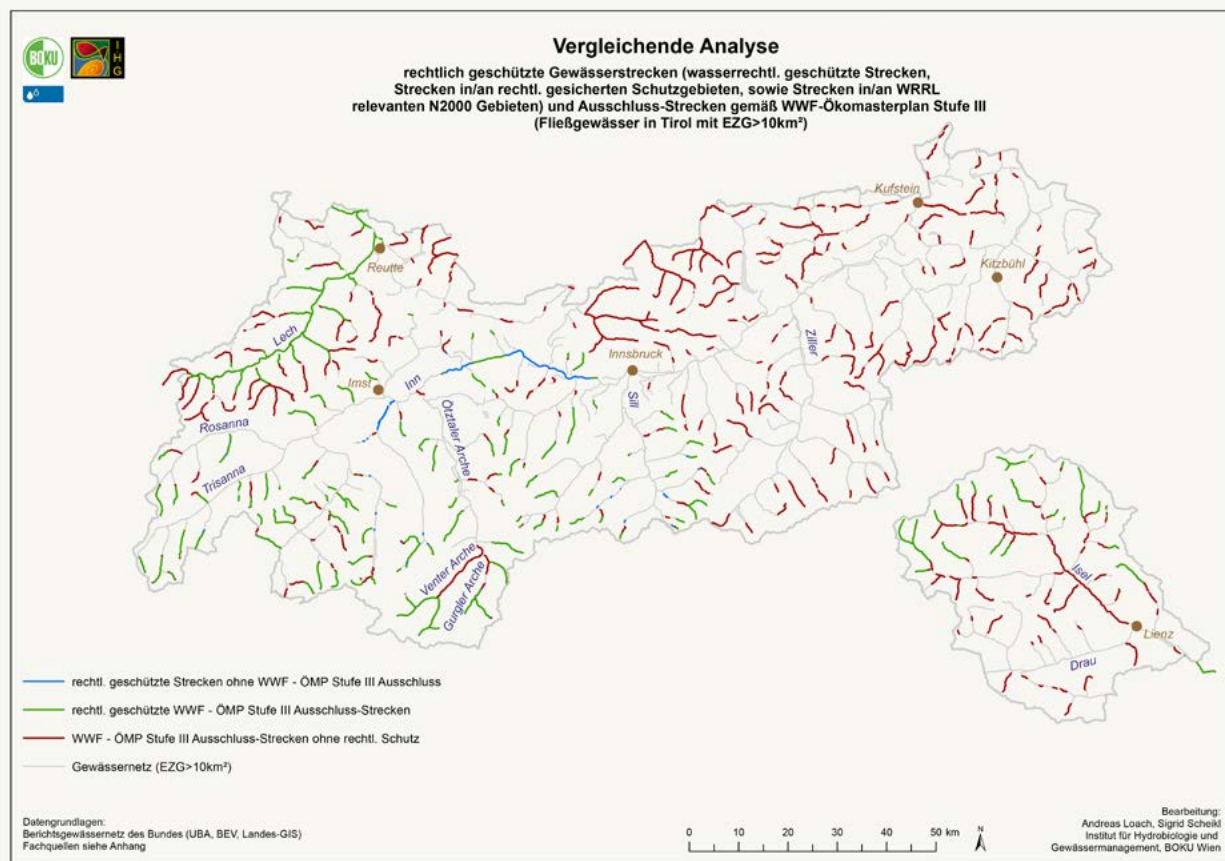 BOKU
IHG
Vergleichende Analyse
rechtlich geschützte Gewässerstrecken (wasserrechtl. geschützte Strecken,
Strecken in/an rechtl. gesicherten Schutzgebieten, sowie Strecken in/an WRRL
relevanten N2000 Gebieten) und Ausschluss-Strecken gemäß WWF-Ökomasterplan Stufe III
(Fließgewässer in Tirol mit EZG>10km²)
Kufstein
Reutte
Kitzbühl
Lech
Ziller
Innsbruck
Imst
Inn
Sill
Rosanna
Ötztaler Arche
Trisanna
Venter Arche
Gurgler Arche
Isel
Lienz
Drau
rechtl. geschützte Strecken ohne WWF - ÖMP Stufe III Ausschluss
rechtl. geschützte WWF - ÖMP Stufe III Ausschluss-Strecken
WWF - ÖMP Stufe III Ausschluss-Strecken ohne rechtl. Schutz
Gewässernetz (EZG>10km²)
Datengrundlagen:
Berichtsgewässernetz des Bundes (UBA, BEV, Landes-GIS)
Fachquellen siehe Anhang
0 10 20 30 40 50 km
N
Bearbeitung:
Andreas Loach, Sigrid Scheikl
Institut für Hydrobiologie und
Gewässermanagement, BOKU Wien